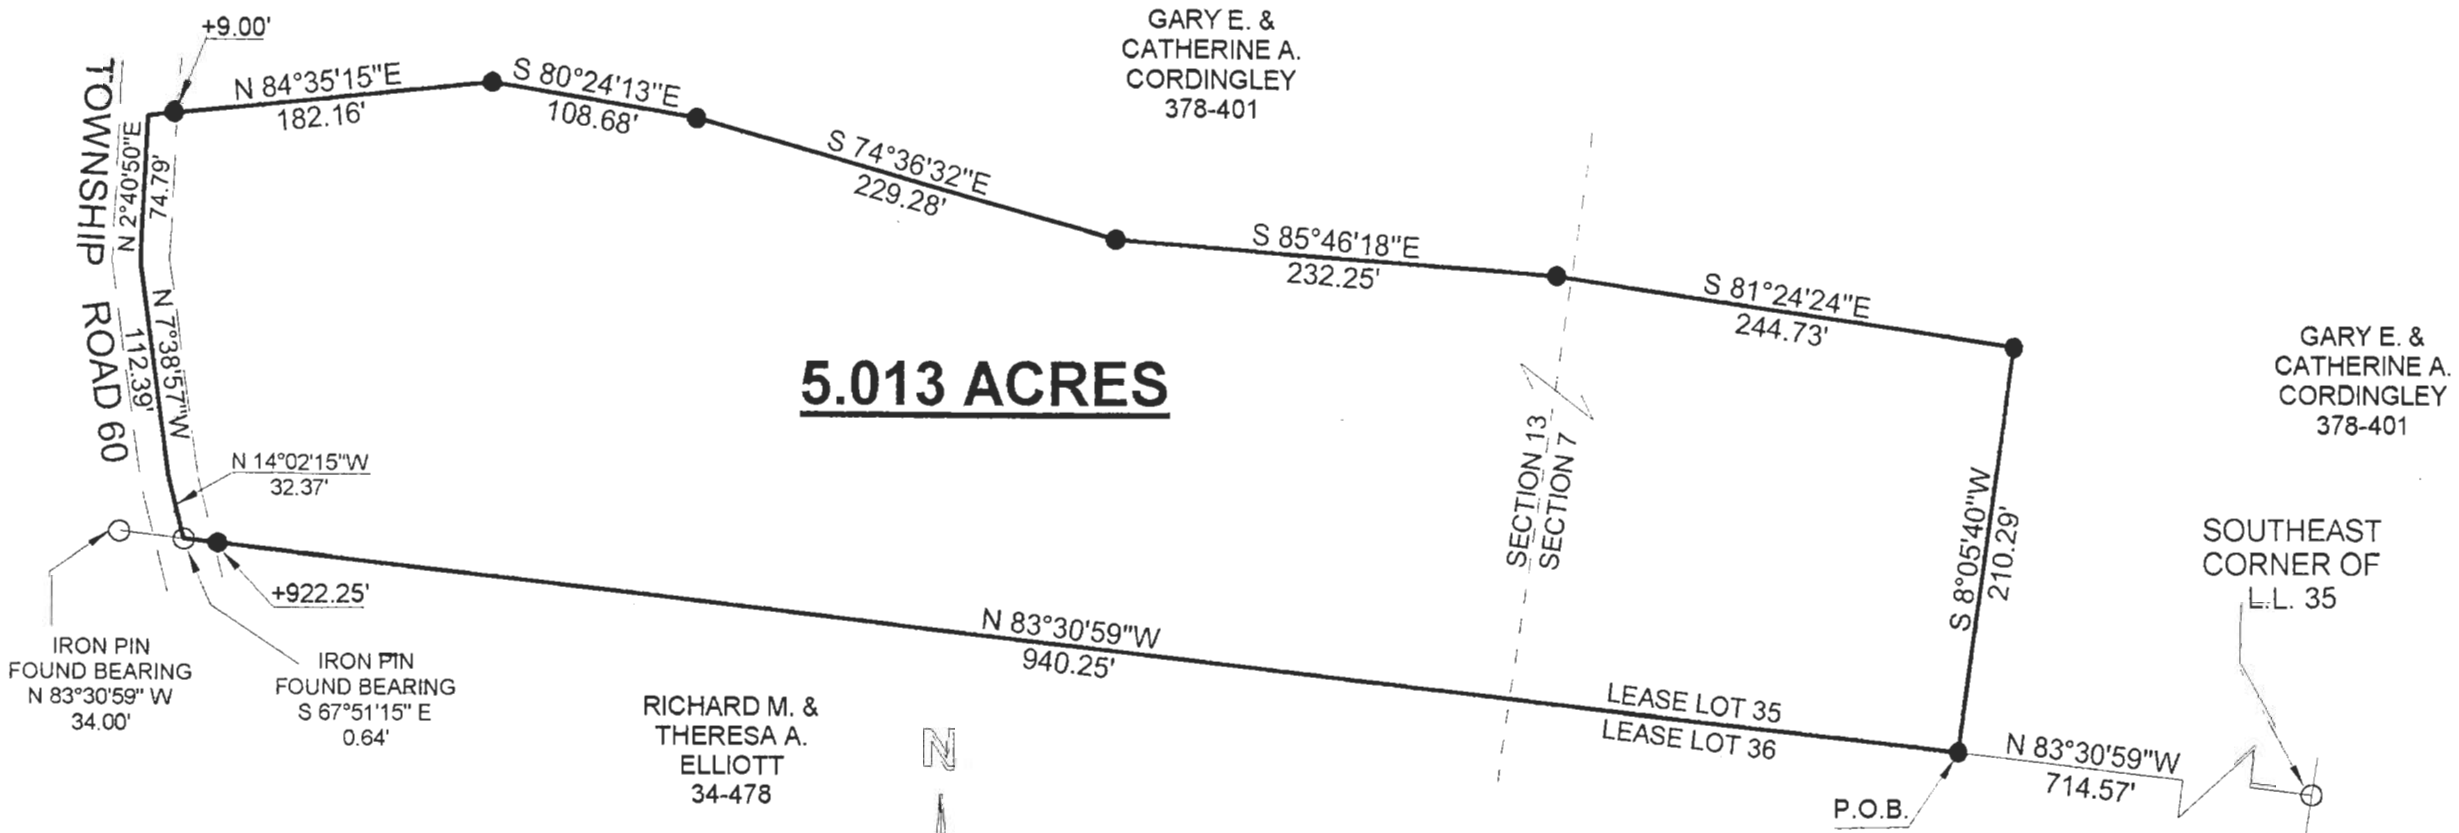 +9.00'
GARY E. &
CATHERINE A.
CORDINGLEY
378-401
N 84°35'15"E
182.16'
S 80°24'13"E
108.68'
S 74°36'32"E
229.28'
S 85°46'18"E
232.25'
S 81°24'24"E
244.73'
TOWNSHIP ROAD 60
N 2°40'50"E
74.79'
N 7°38'57"W
112.39'
N 14°02'15"W
32.37'
5.013 ACRES
SECTION 13
SECTION 7
S 8°05'40"W
210.29'
GARY E. &
CATHERINE A.
CORDINGLEY
378-401
SOUTHEAST
CORNER OF
L.L. 35
+922.25'
IRON PIN
FOUND BEARING
N 83°30'59" W
34.00'
IRON PIN
FOUND BEARING
S 67°51'15" E
0.64'
N 83°30'59"W
940.25'
RICHARD M. &
THERESA A.
ELLIOTT
34-478
N
LEASE LOT 35
LEASE LOT 36
N 83°30'59"W
714.57'
P.O.B.